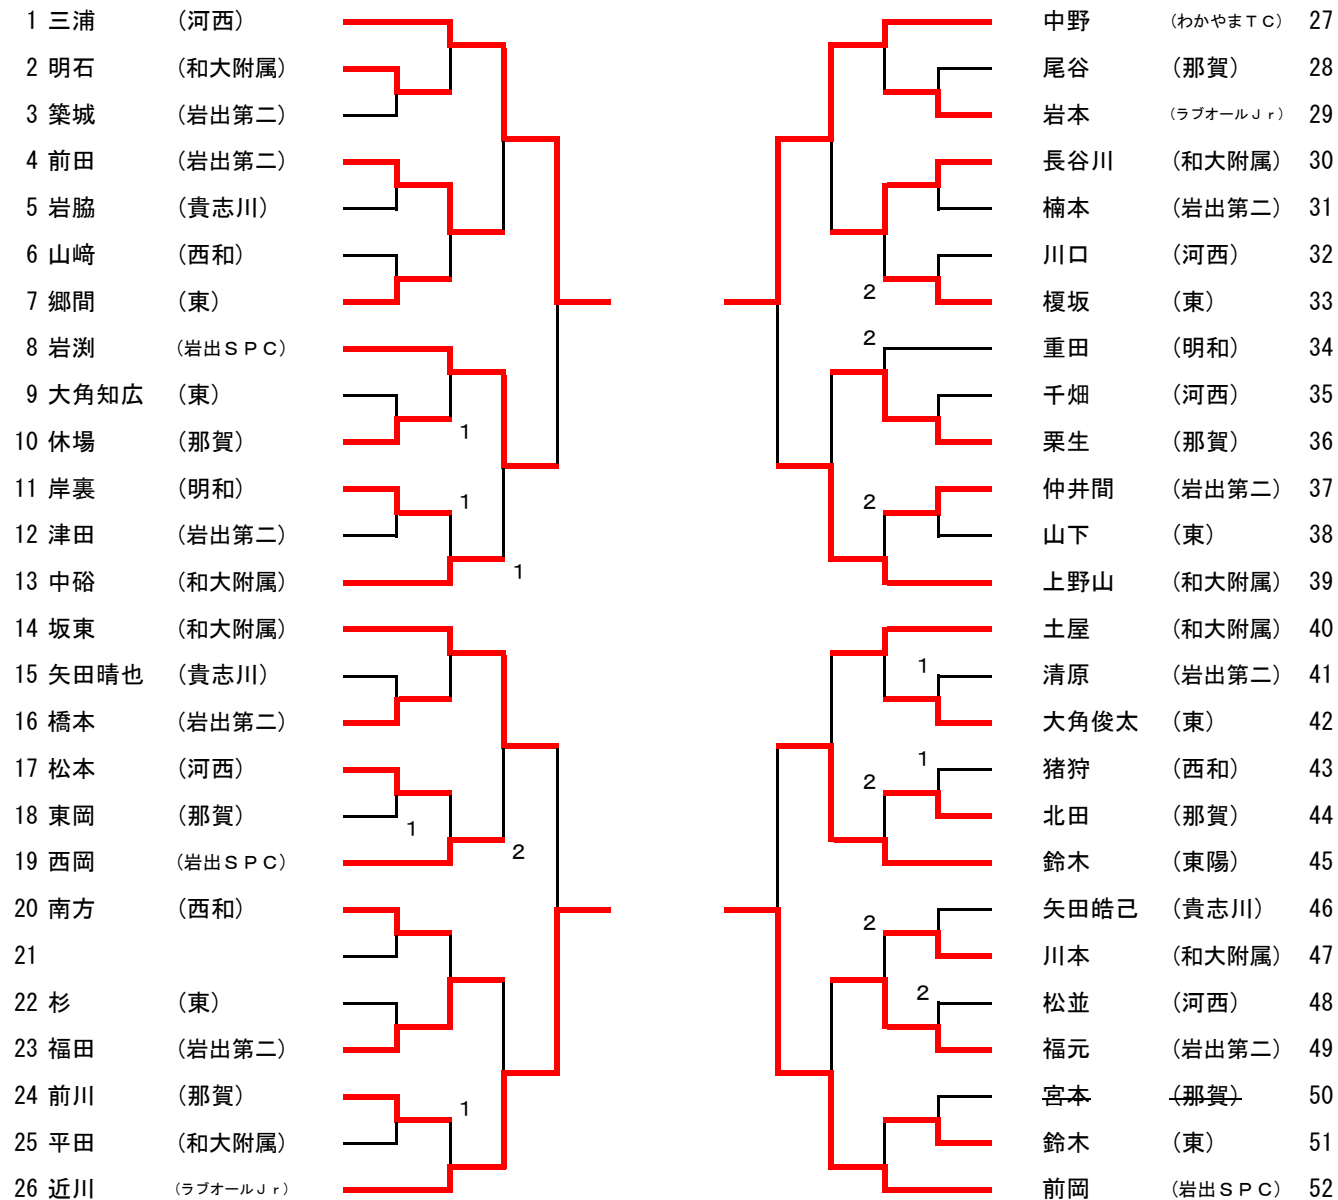 1 三浦 （河西）
2 明石 （和大附属）
3 築城 （岩出第二）
4 前田 （岩出第二）
5 岩脇 （貴志川）
6 山﨑 （西和）
7 郷間 （東）
8 岩渕 （岩出ＳＰＣ）
9 大角知広 （東）
10 休場 （那賀）
1
11 岸裏 （明和）
1
12 津田 （岩出第二）
13 中硲 （和大附属）
1
14 坂東 （和大附属）
15 矢田晴也 （貴志川）
16 橋本 （岩出第二）
17 松本 （河西）
18 東岡 （那賀）
1
19 西岡 （岩出ＳＰＣ）
2
20 南方 （西和）
21
22 杉 （東）
23 福田 （岩出第二）
24 前川 （那賀）
1
25 平田 （和大附属）
26 近川 （ラブオールＪｒ）
中野 （わかやまＴＣ） 27
尾谷 （那賀） 28
岩本 （ラブオールＪｒ） 29
長谷川 （和大附属） 30
楠本 （岩出第二） 31
川口 （河西） 32
2
榎坂 （東） 33
2
重田 （明和） 34
千畑 （河西） 35
栗生 （那賀） 36
仲井間 （岩出第二） 37
2
山下 （東） 38
上野山 （和大附属） 39
土屋 （和大附属） 40
1
清原 （岩出第二） 41
大角俊太 （東） 42
1
猪狩 （西和） 43
2
北田 （那賀） 44
鈴木 （東陽） 45
矢田皓己 （貴志川） 46
2
川本 （和大附属） 47
2
松並 （河西） 48
福元 （岩出第二） 49
宮本 （那賀） 50
鈴木 （東） 51
前岡 （岩出ＳＰＣ） 52